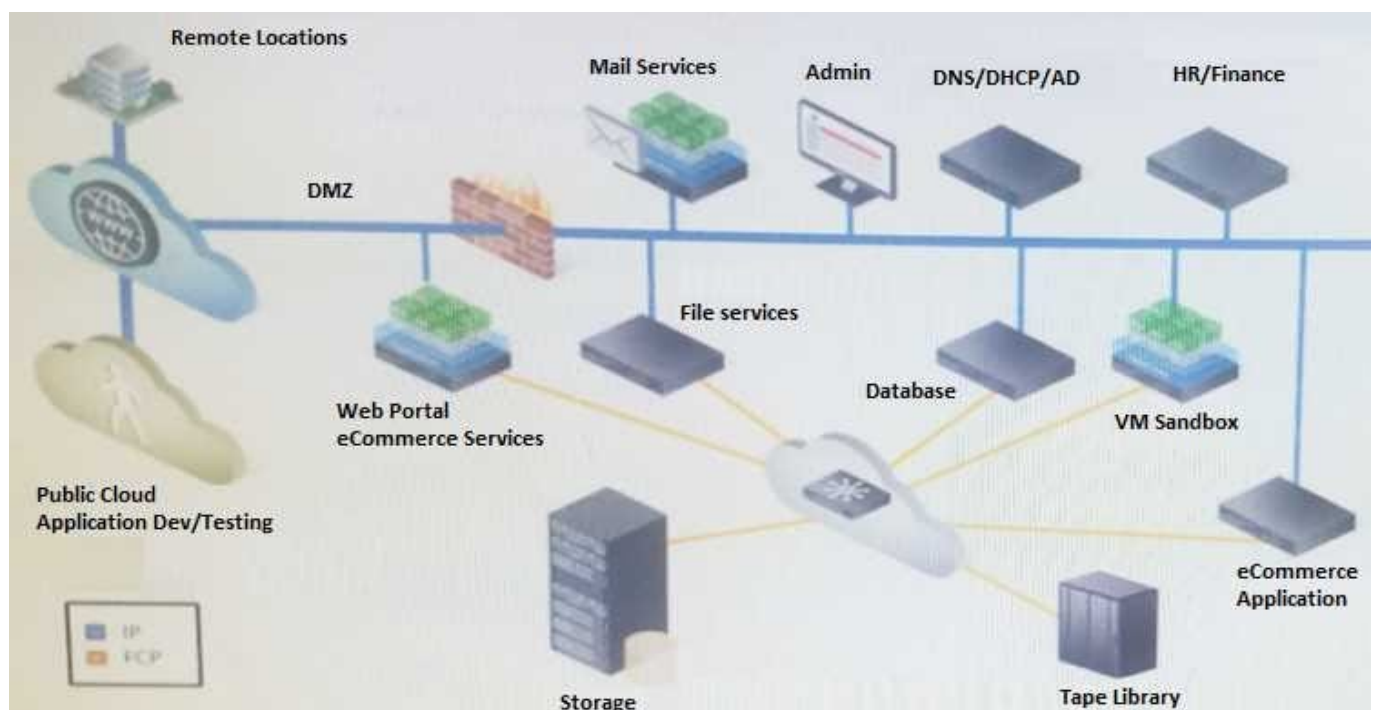 Remote Locations
Mail Services
Admin
DNS/DHCP/AD
HR/Finance
DMZ
File services
Database
VM Sandbox
Web Portal
eCommerce Services
Public Cloud
Application Dev/Testing
eCommerce
Application
IP
FCP
Storage
Tape Library